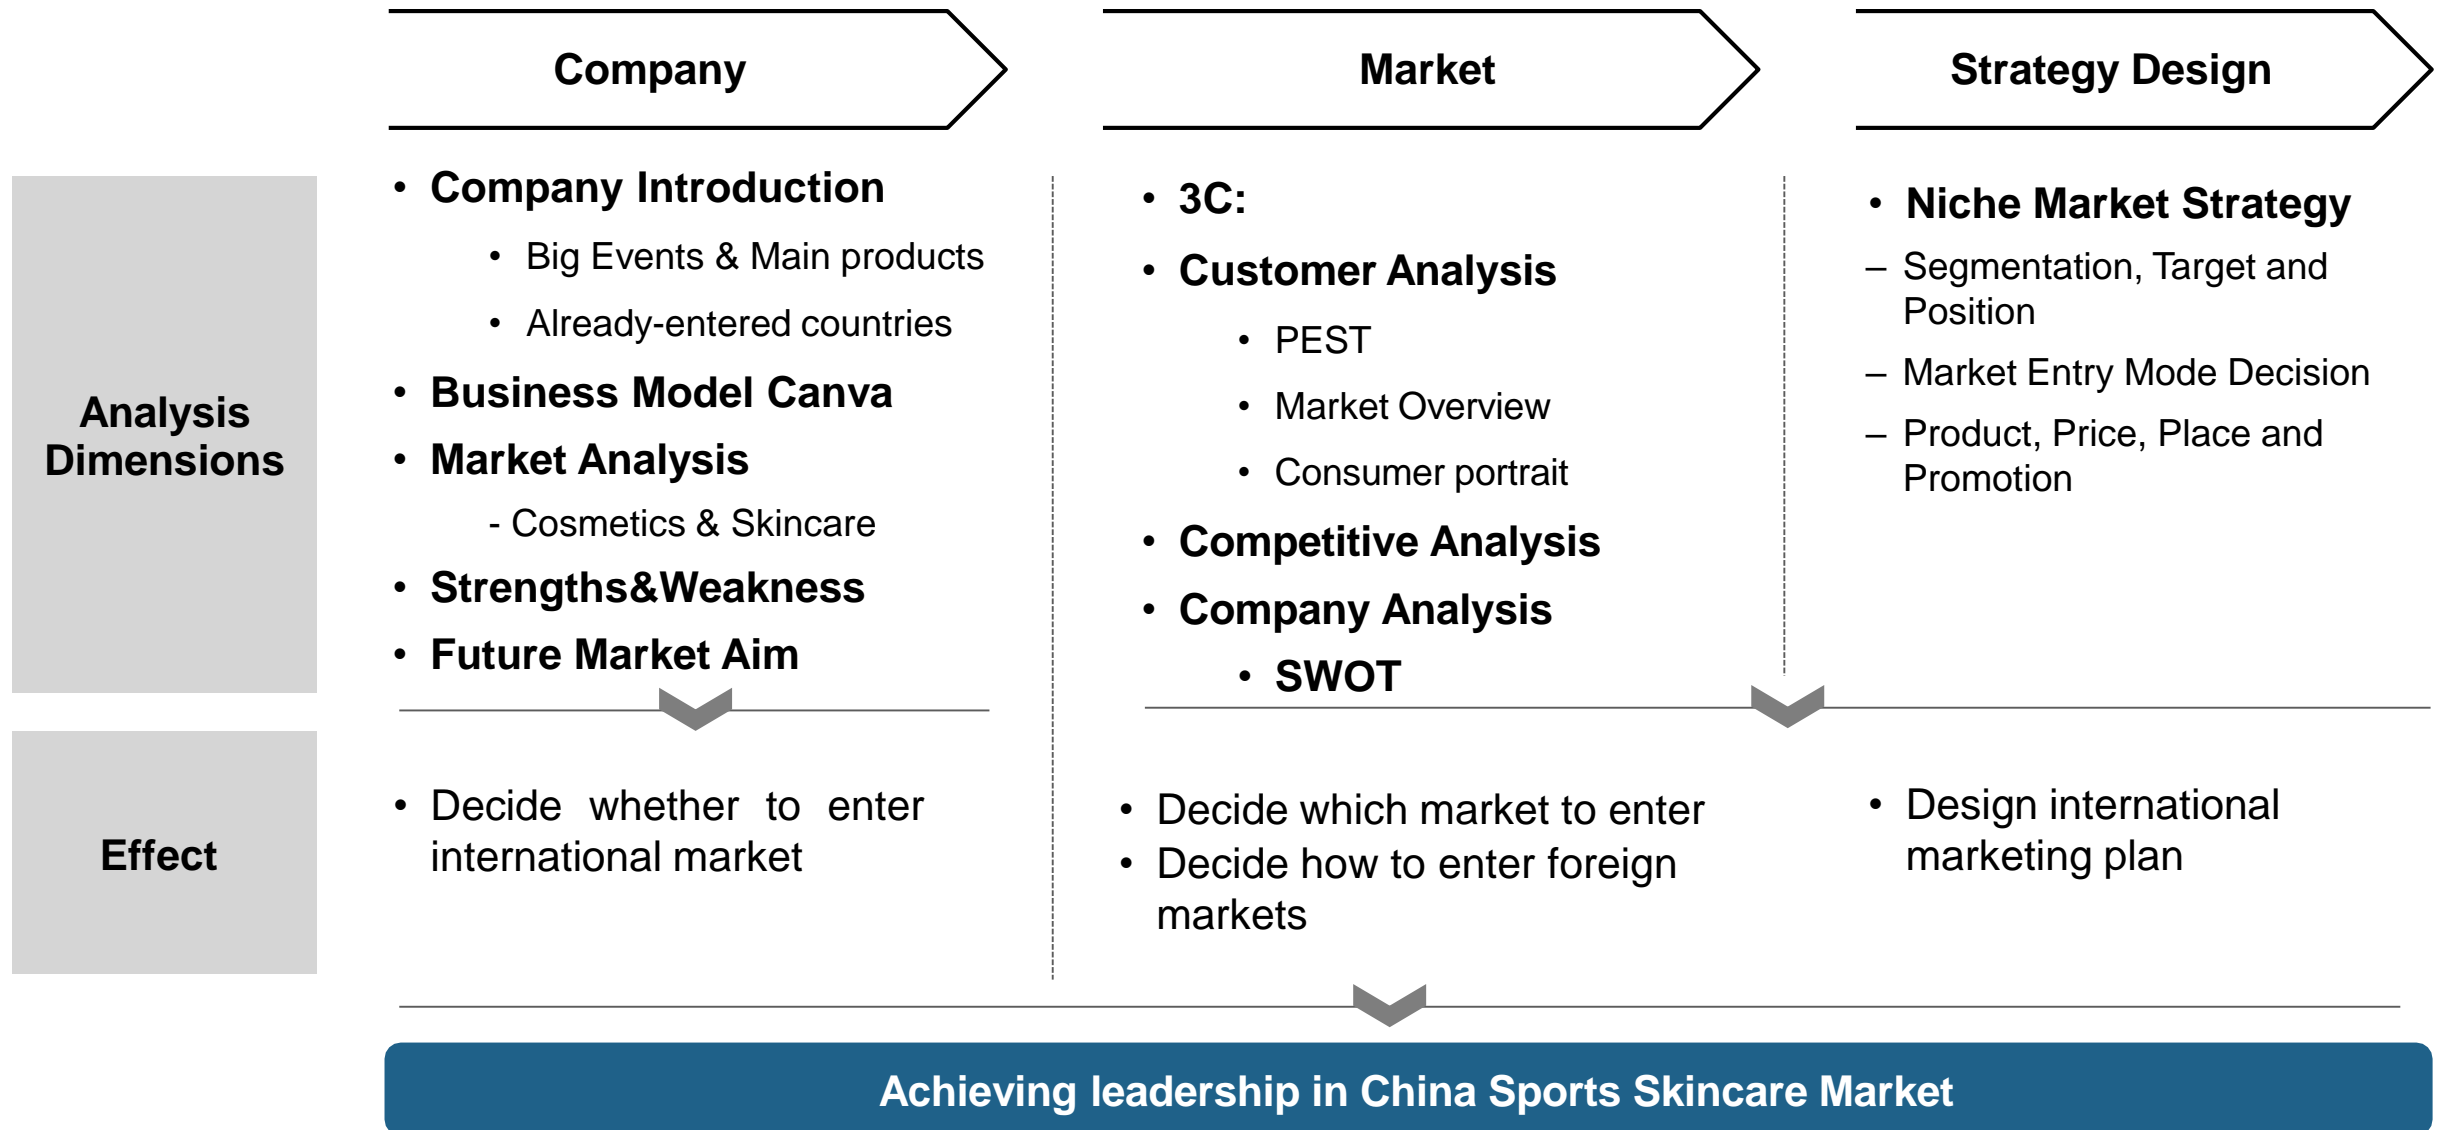 Company
Market
Strategy Design
Analysis
Dimensions
• Company Introduction
• Big Events & Main products
• Already-entered countries
• Business Model Canva
• Market Analysis
- Cosmetics & Skincare
• Strengths&Weakness
• Future Market Aim
• 3C:
• Customer Analysis
• PEST
• Market Overview
• Consumer portrait
• Competitive Analysis
• Company Analysis
• SWOT
• Niche Market Strategy
– Segmentation, Target and
Position
– Market Entry Mode Decision
– Product, Price, Place and
Promotion
Effect
• Decide whether to enter
international market
• Decide which market to enter
• Decide how to enter foreign
markets
• Design international
marketing plan
Achieving leadership in China Sports Skincare Market